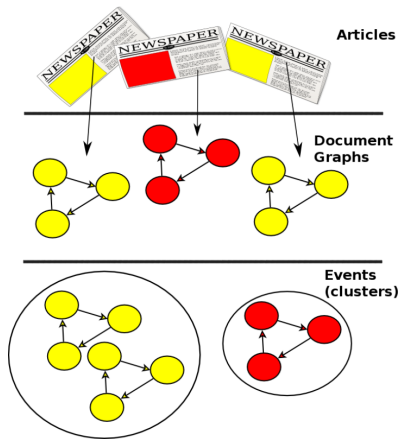 NEWSPAPER
NEWSPAPER
NEWSPAPER
Articles
Document
Graphs
Events
(clusters)